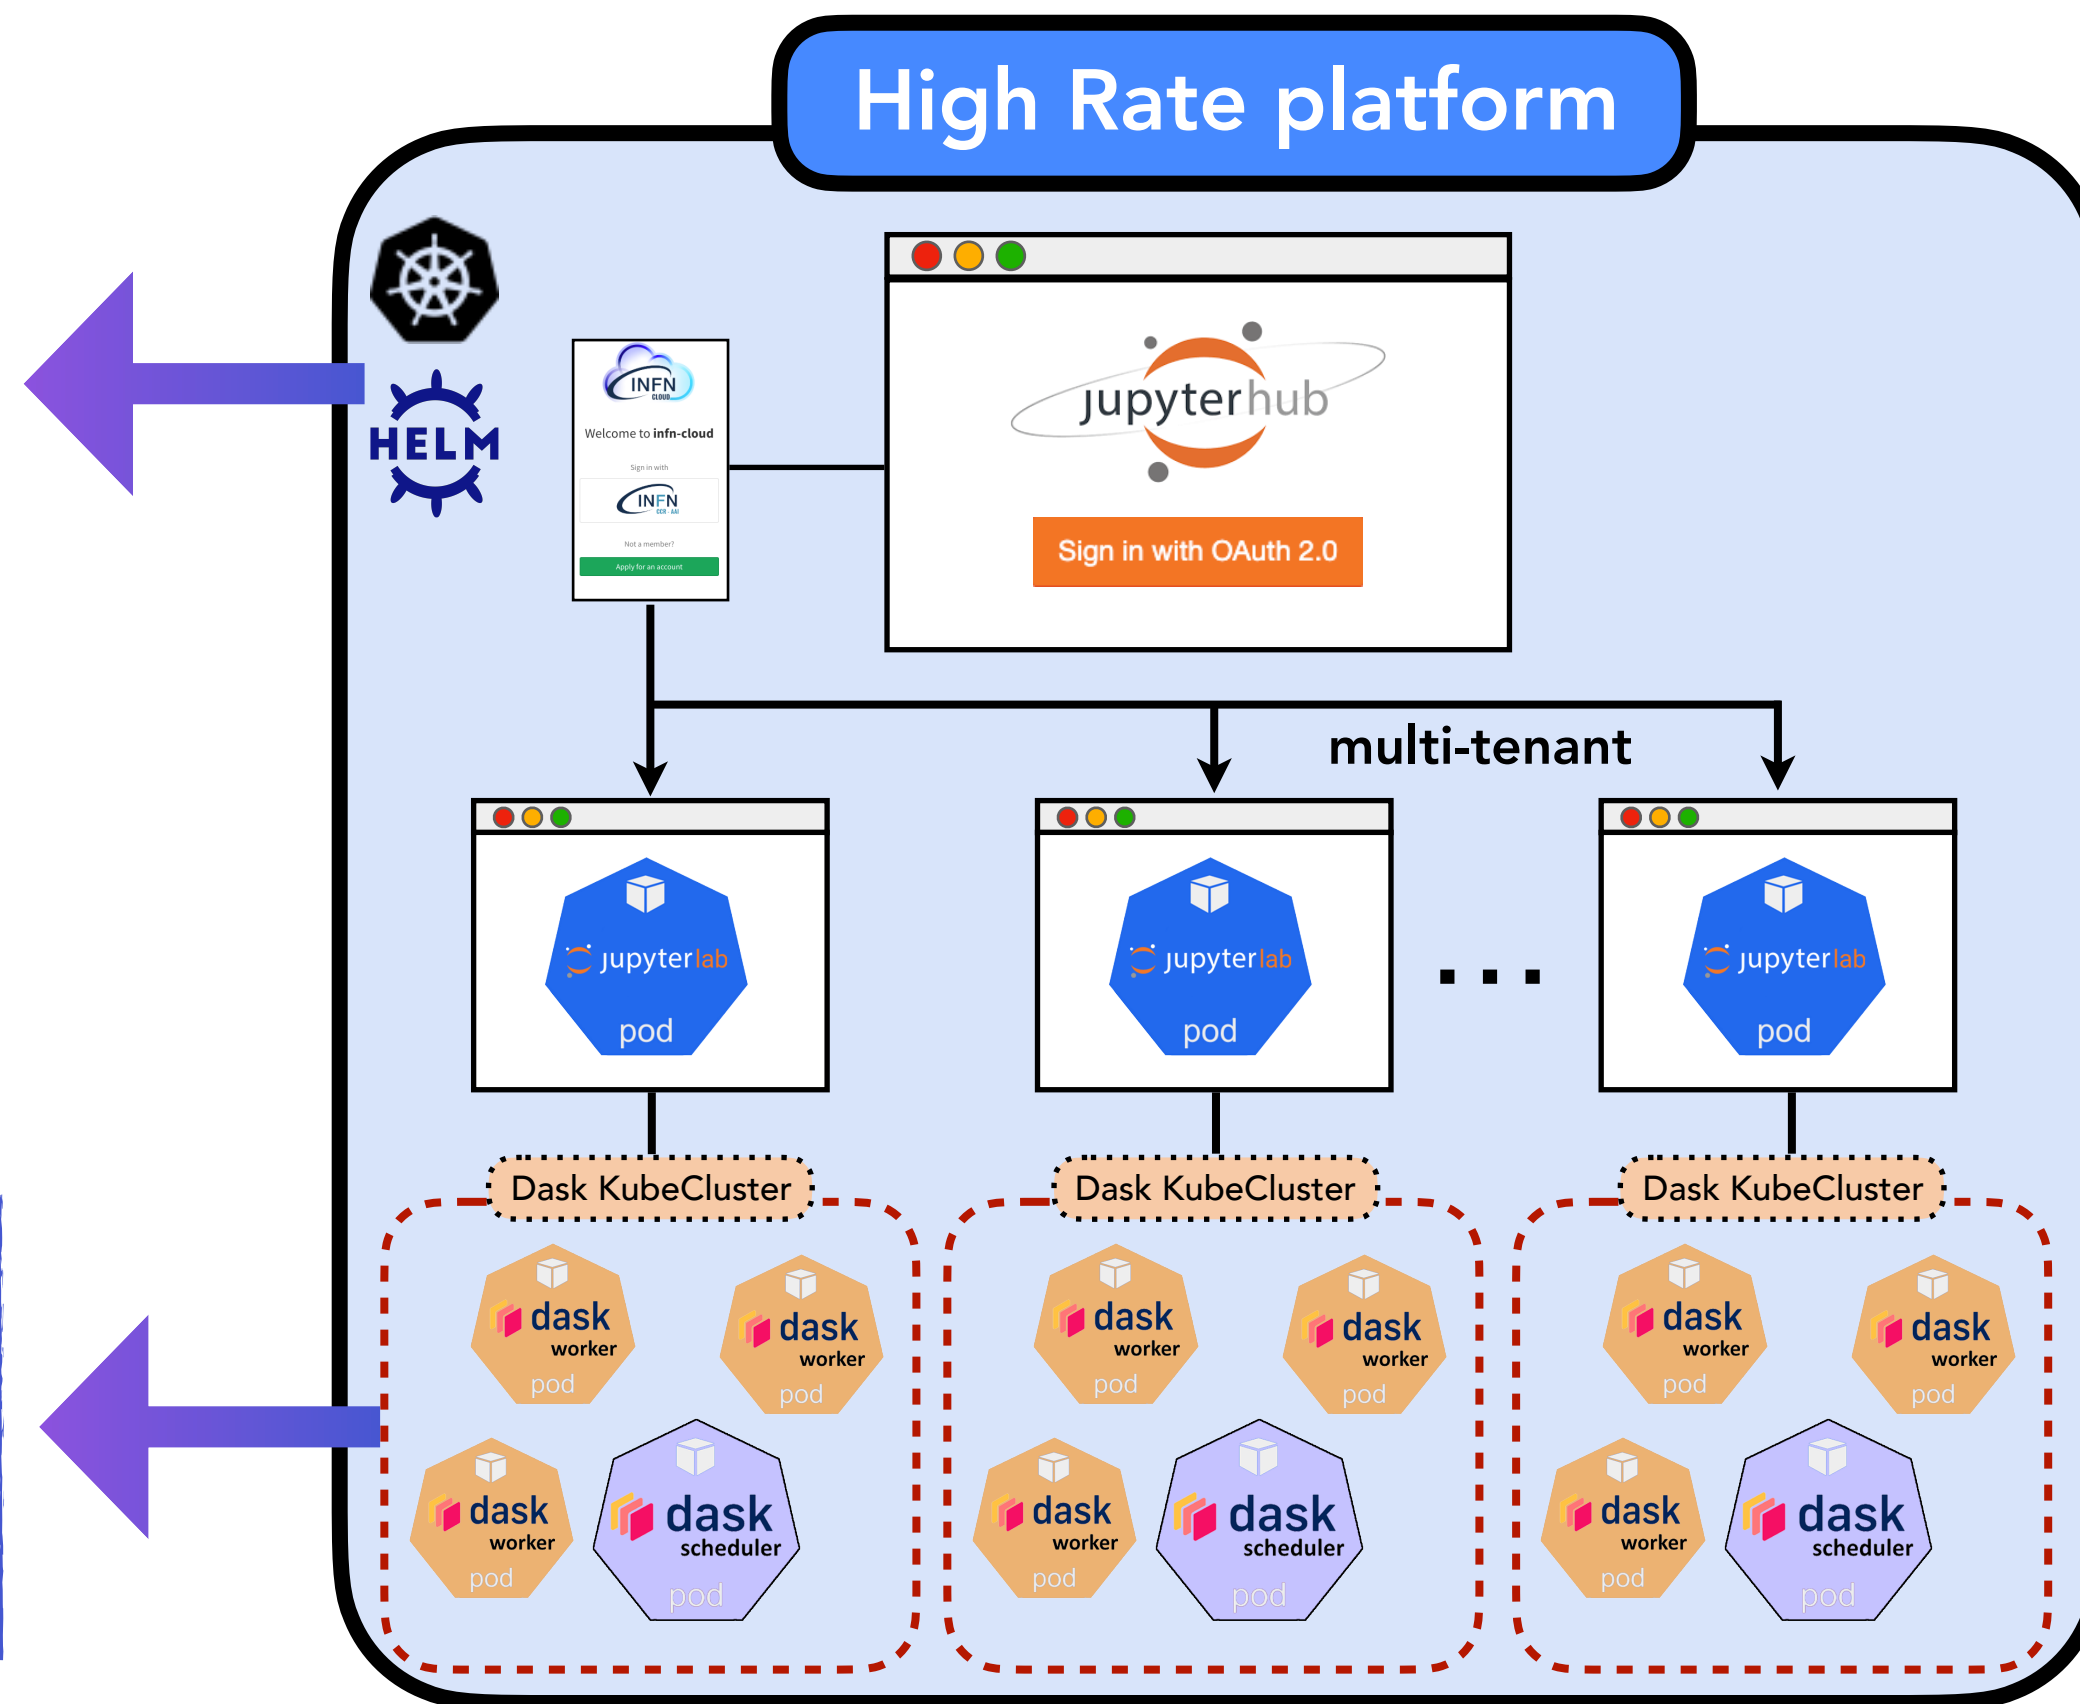 High Rate platform
HELM
INFN
CLOUD
Welcome to infn-cloud
Sign in with
INFN
CCR - AAI
Not a member?
Apply for an account
jupyterhub
Sign in with OAuth 2.0
multi-tenant
jupyterlab
pod
jupyterlab
pod
...
jupyterlab
pod
Dask KubeCluster
dask
worker
pod
dask
worker
pod
dask
worker
pod
dask
scheduler
pod
Dask KubeCluster
dask
worker
pod
dask
worker
pod
dask
worker
pod
dask
scheduler
pod
Dask KubeCluster
dask
worker
pod
dask
worker
pod
dask
worker
pod
dask
scheduler
pod